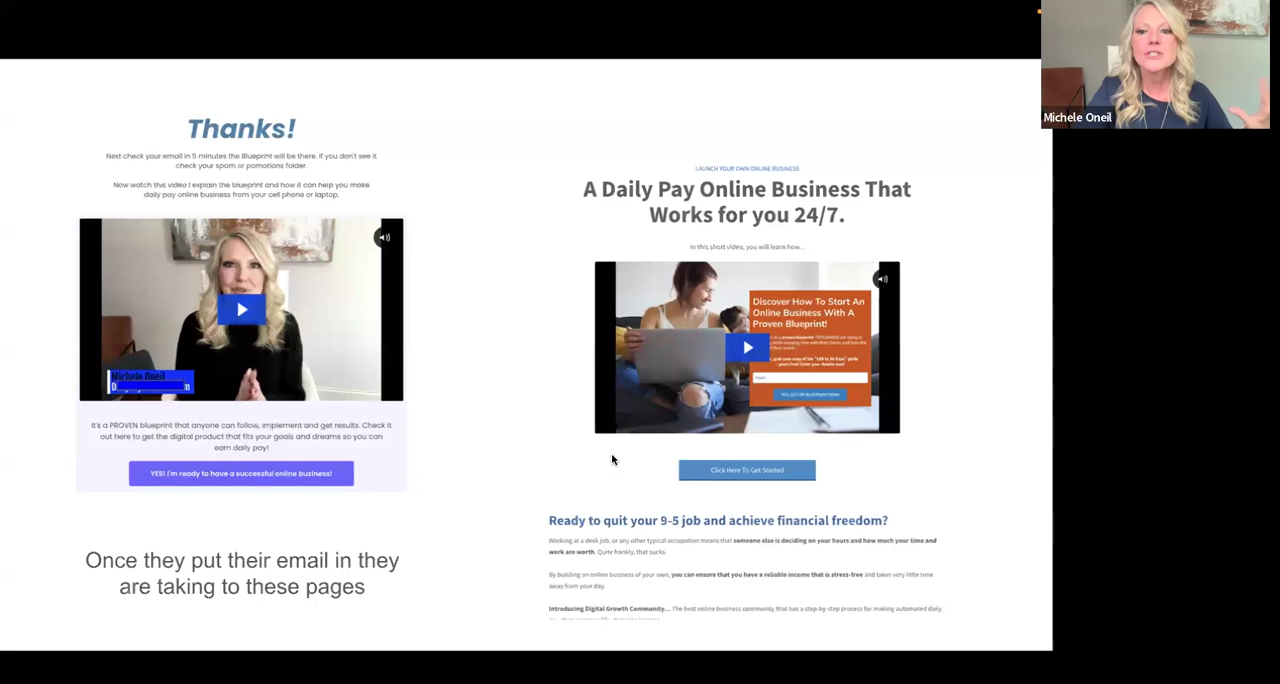 Michele Oneil
Thanks!
Nest check your email in 5 minutes the Blueprint will be there. If you don't see it
check your spam or pomotions folder.
Now watch this video I explain the blueprint and how it can help you make
daily pay online business from your cell phone or laptop.
Michele Oneil
It's a PROVEN blueprint that anyone can follow, implement and get results. Check it
out here to get the digital product that fits your goals and dreams so you can
earn daily pay!
YES! I'm ready to have a successful online business!
Once they put their email in they
are taking to these pages
LAUNCH YOUR OWN ONLINE BUSINESS
A Daily Pay Online Business That
Works for you 24/7.
In this short video, you will learn how...
Discover How To Start An
Online Business With A
Proven Blueprint!
Email
YES, GET MY BLUEPRINT NOW!
Click Here To Get Started
Ready to quit your 9-5 job and achieve financial freedom?
Working at a desk job, or any other typical occupation means that someone else is deciding on your hours and how much your time and
work are worth. Quite frankly, that sucks.
By building an online business of your own, you can ensure that you have a reliable income that is stress-free and takes very little time
away from your day.
Introducing Digital Growth Community... The best online business community that has a step-by-step process for making automated daily